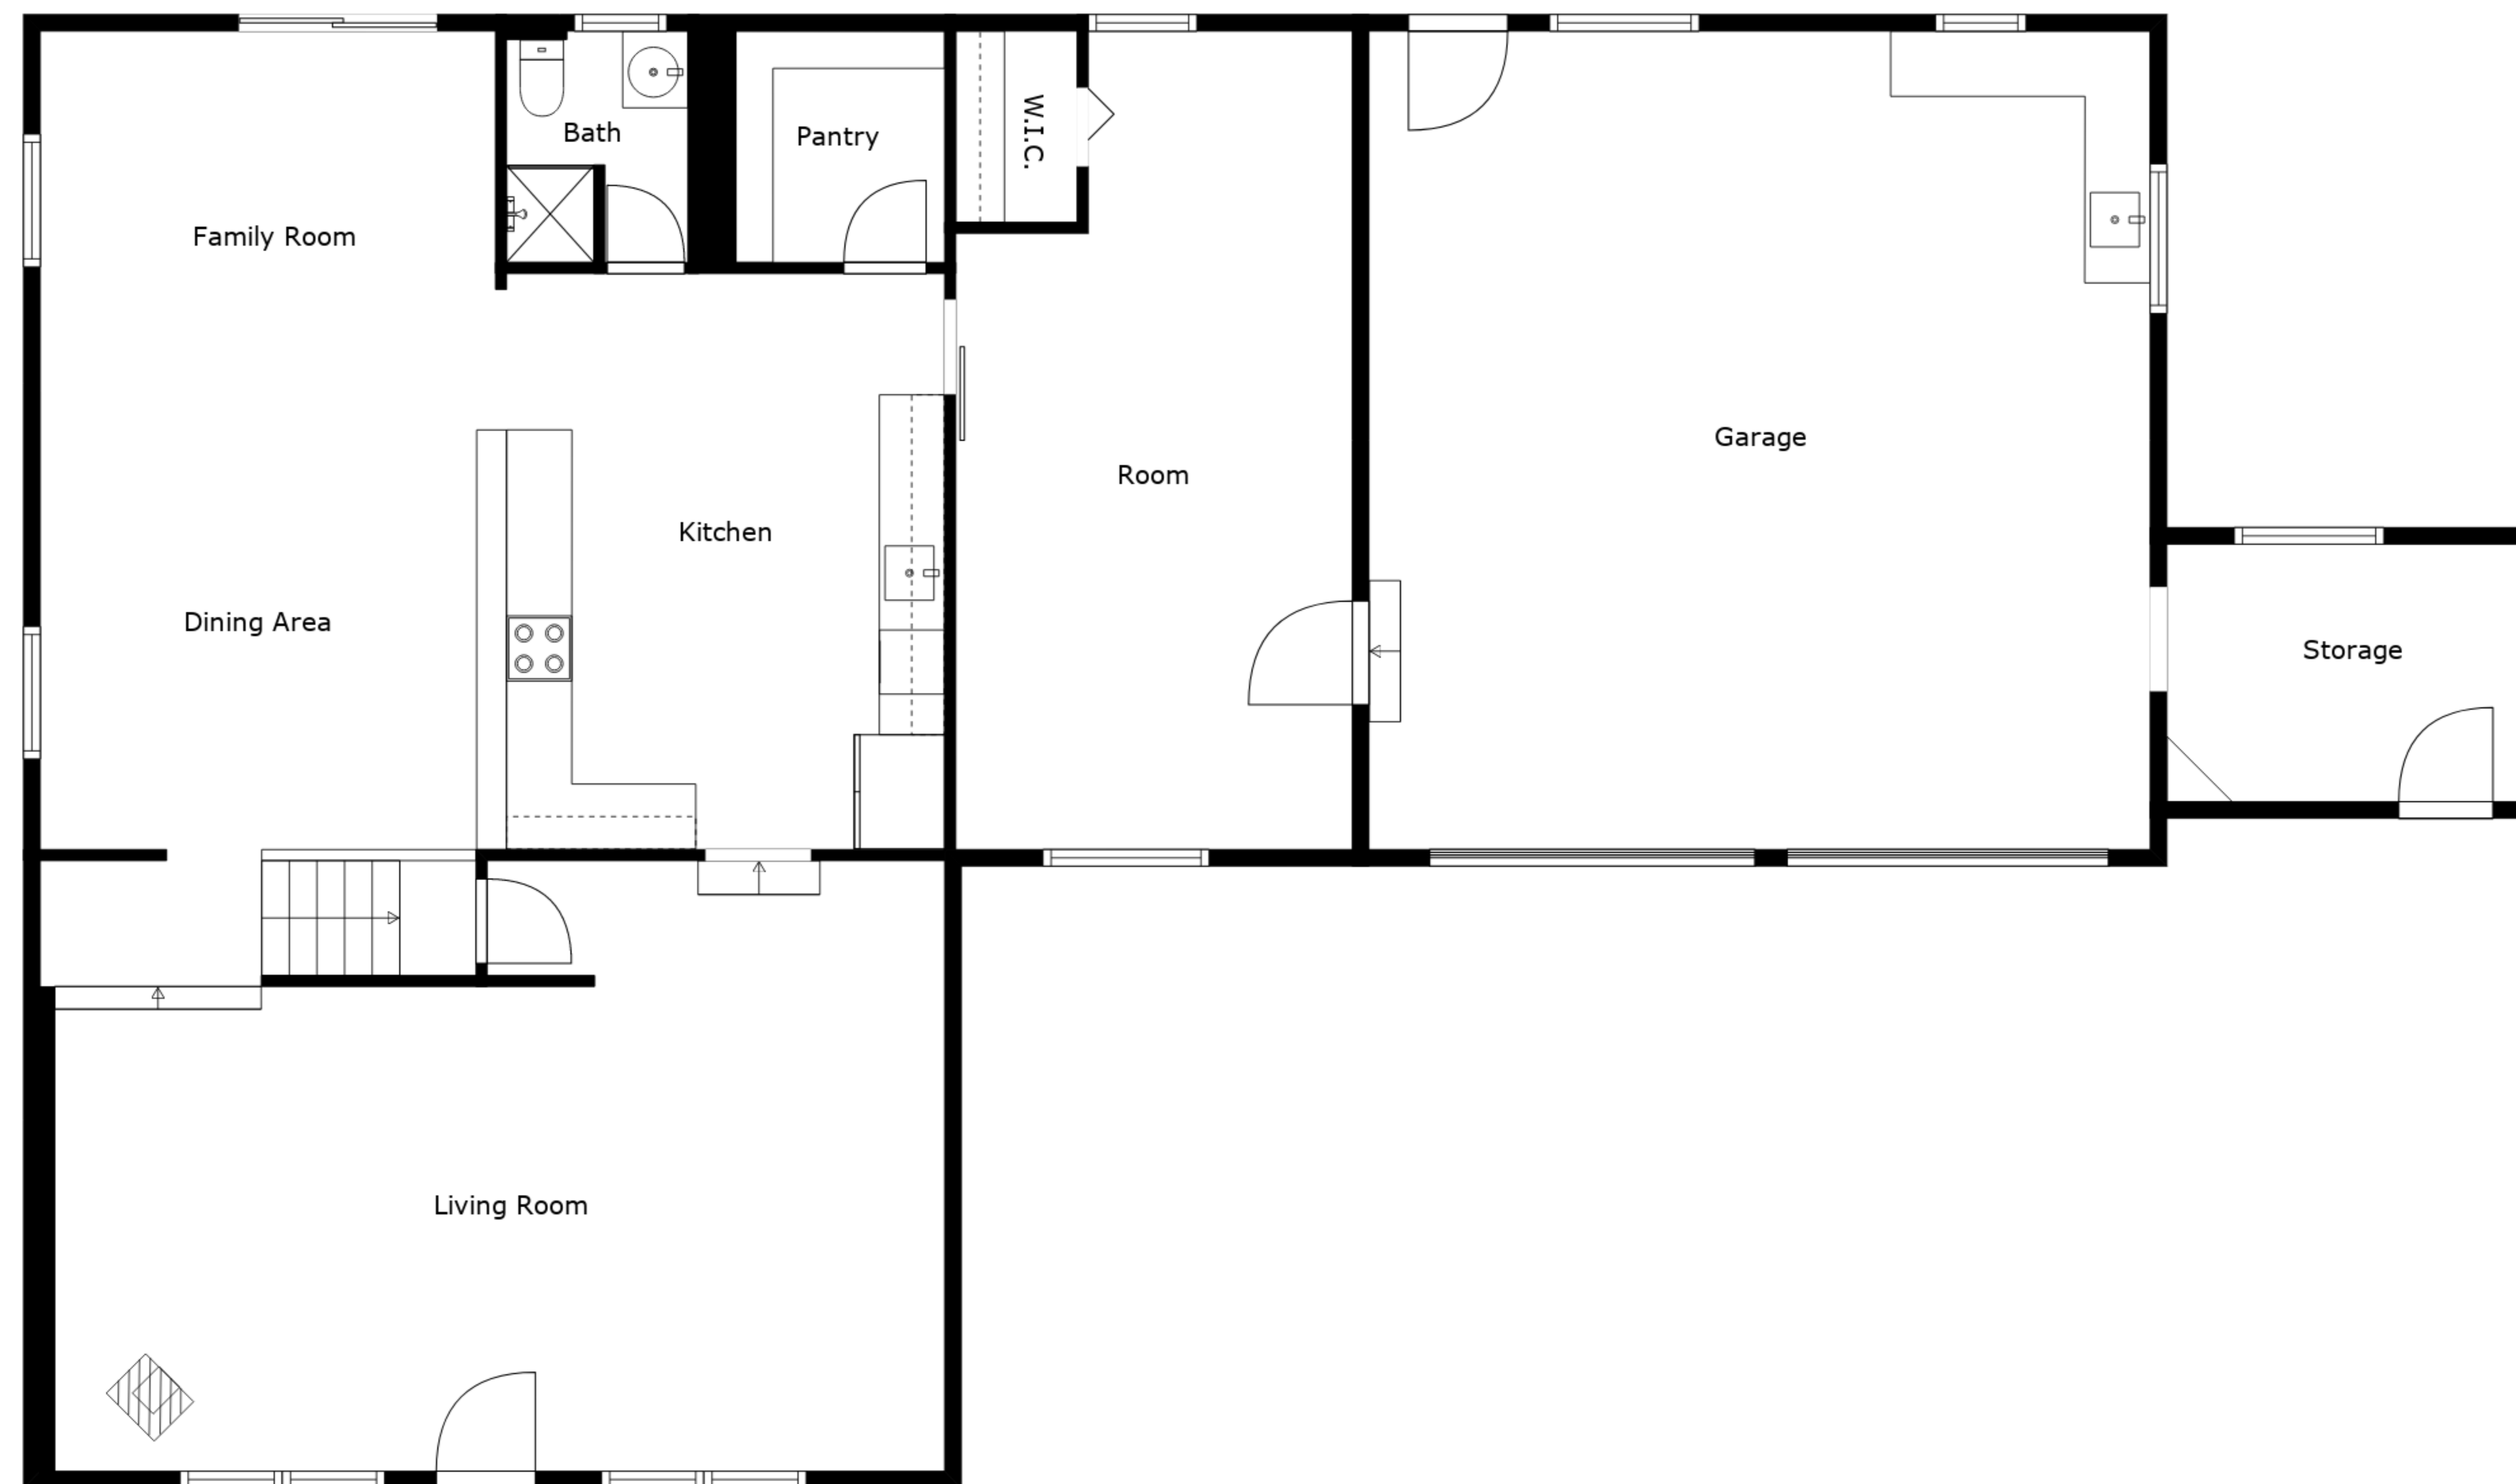 Bath
Pantry
W.I.C.
Family Room
Garage
Room
Kitchen
Dining Area
Storage
Living Room